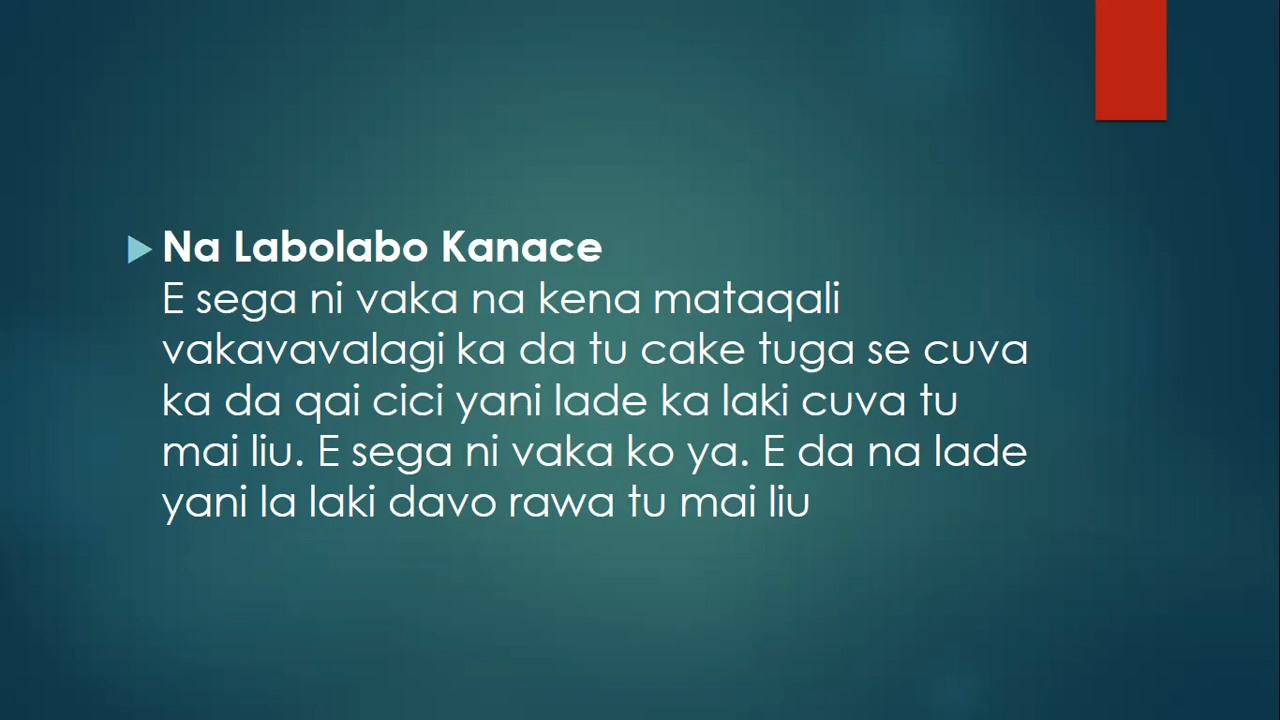 Na Labolabo Kanace
E sega ni vaka na kena mataqali
vakavavalagi ka da tu cake tuga se cuva
ka da qai cici yani lade ka laki cuva tu
mai liu. E sega ni vaka ko ya. E da na lade
yani la laki davo rawa tu mai liu